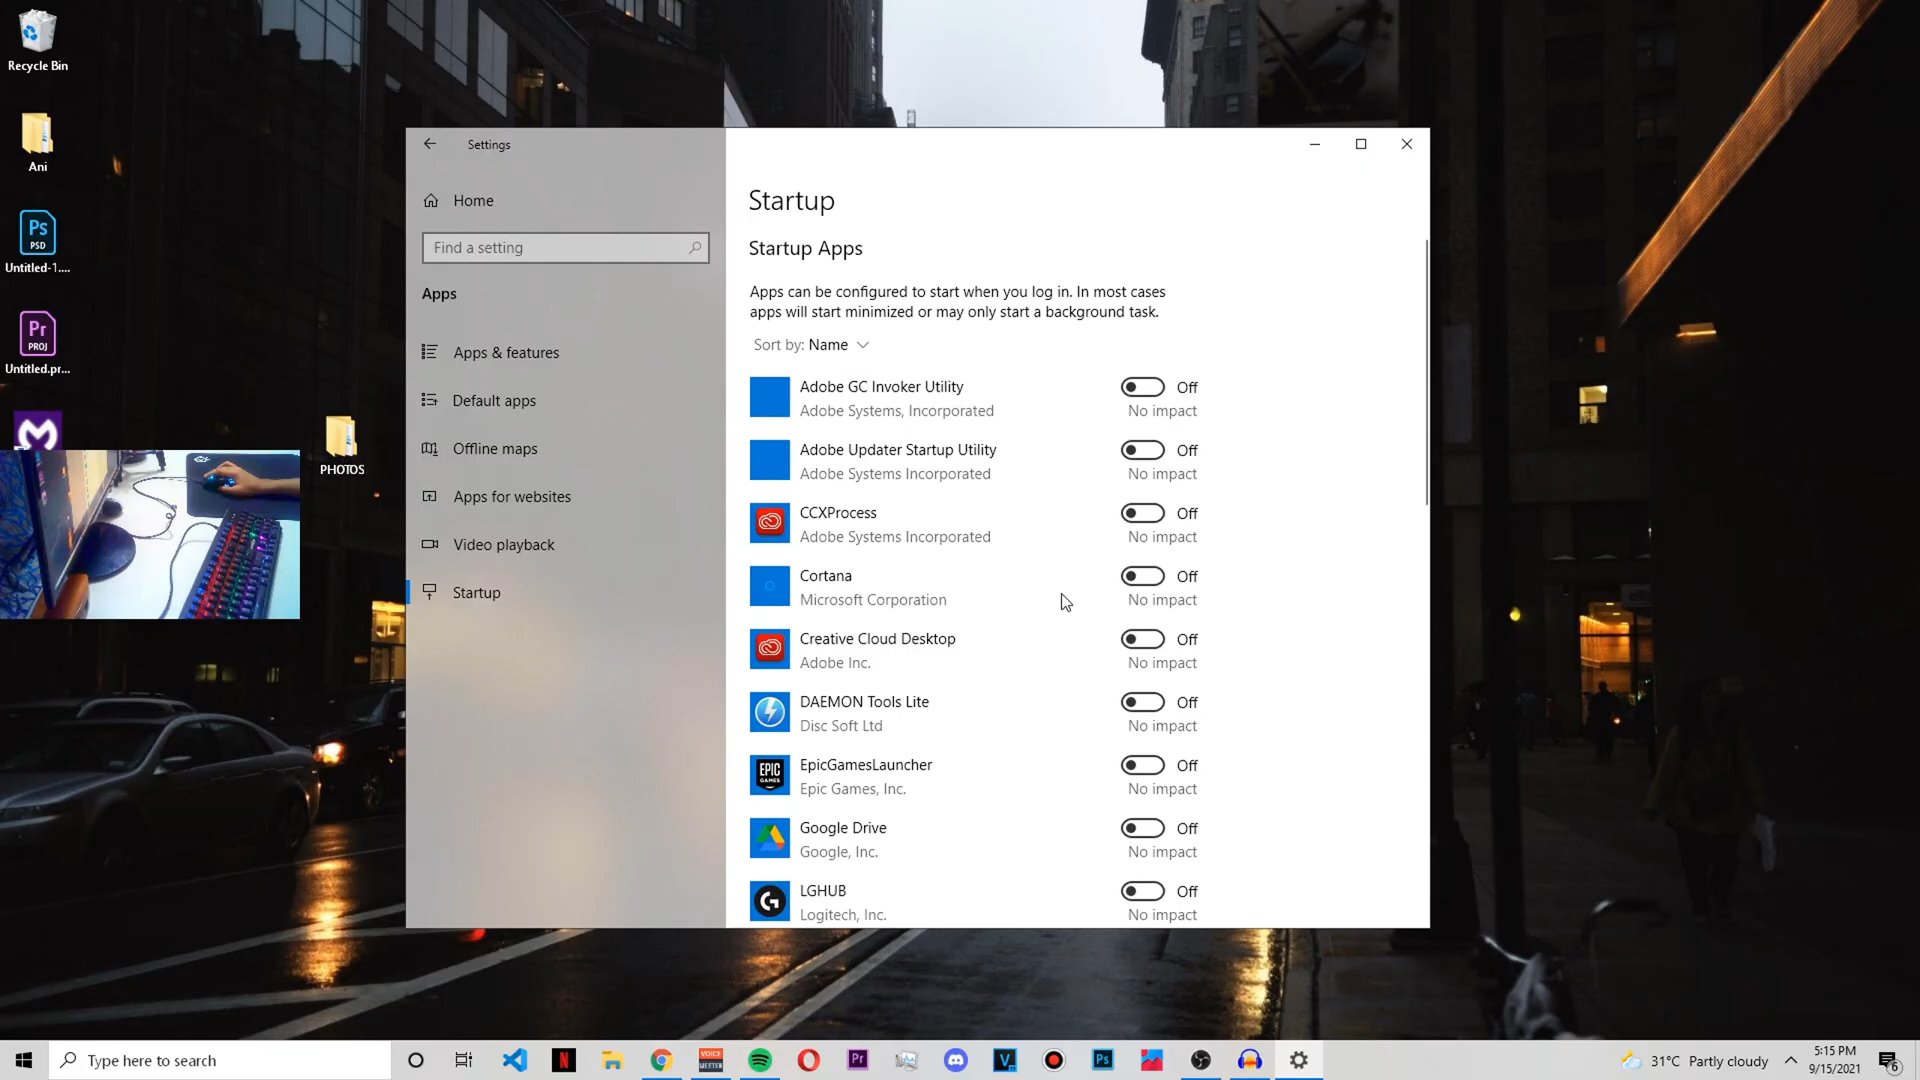 Recycle Bin
Ani
Ps
PSD
Untitled-1....
Pr
PROJ
Untitled.pr...
PHOTOS
Settings
Home
Find a setting
Apps
Apps & features
Default apps
Offline maps
Apps for websites
Video playback
Startup
Startup
Startup Apps
Apps can be configured to start when you log in. In most cases
apps will start minimized or may only start a background task.
Sort by: Name
Adobe GC Invoker Utility
Off
Adobe Systems, Incorporated
No impact
Adobe Updater Startup Utility
Off
Adobe Systems Incorporated
No impact
CCXProcess
Off
Adobe Systems Incorporated
No impact
Cortana
Off
Microsoft Corporation
No impact
Creative Cloud Desktop
Off
Adobe Inc.
No impact
DAEMON Tools Lite
Off
Disc Soft Ltd
No impact
EPIC
GAMES
EpicGamesLauncher
Off
Epic Games, Inc.
No impact
Google Drive
Off
Google, Inc.
No impact
LGHUB
Off
Logitech, Inc.
No impact
Type here to search
VOICE
MEETER
Pr
Ps
31°C Partly cloudy
5:15 PM
9/15/2021
6